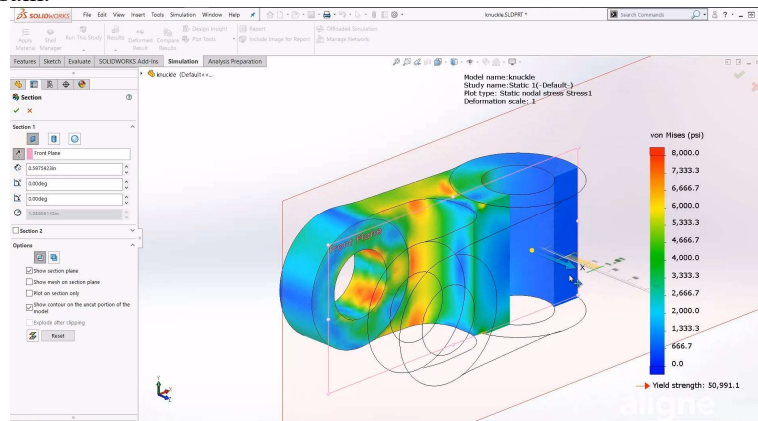 SOLIDWORKS File Edit View Insert Tools Simulation Window Help knuckle.SLDPRT * Search Commands
Apply Material Shell Manager Run This Study Results Deformed Result Compare Results Design Insight Plot Tools Report Include Image for Report Offloaded Simulation Manage Network
Features Sketch Evaluate SOLIDWORKS Add-Ins Simulation Analysis Preparation
knuckle (Default<<...
Section
Section 1
Front Plane
0.5975923in
0.00deg
0.00deg
Section 2
Options
Show section plane
Show mesh on section plane
Plot on section only
Show contour on the uncut portion of the
model
Explode after clipping
Reset
Model name:knuckle
Study name:Static 1(-Default-)
Plot type: Static nodal stress Stress1
Deformation scale: 1
Front Plane
X
von Mises (psi)
8,000.0
7,333.3
6,666.7
6,000.0
5,333.3
4,666.7
4,000.0
3,333.3
2,666.7
2,000.0
1,333.3
666.7
0.0
Yield strength: 50,991.1
aligne
Y
X
Z